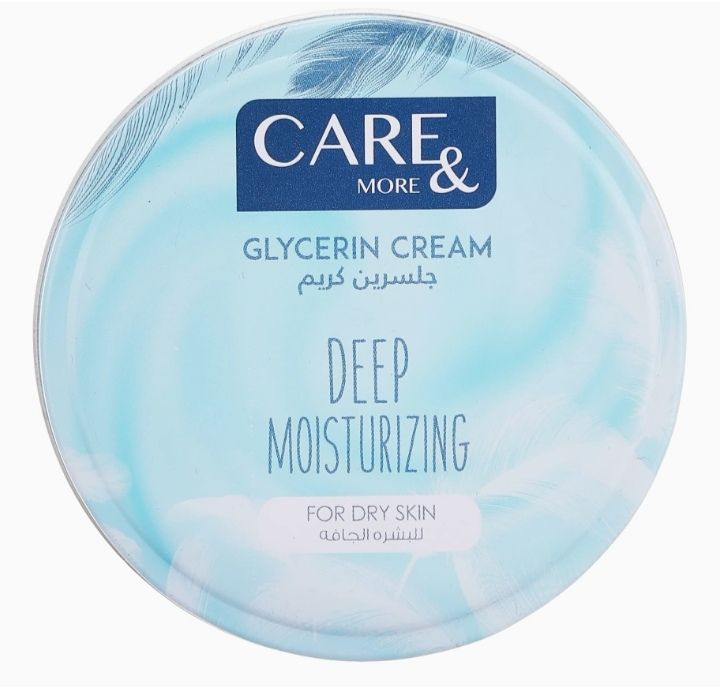 CARE &
MORE
GLYCERIN CREAM
جلسرين كريم
DEEP
MOISTURIZING
FOR DRY SKIN
للبشره الجافه